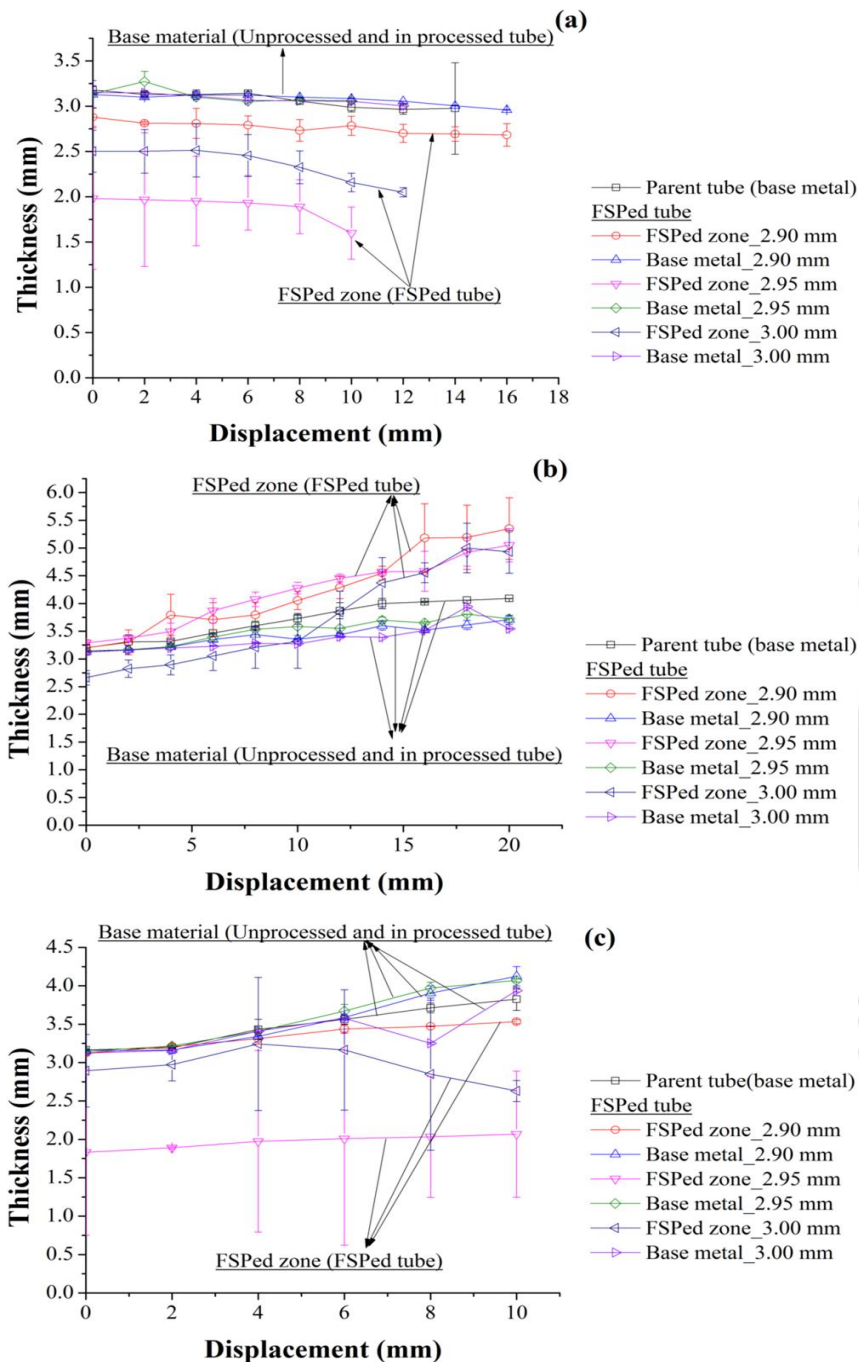 (a)
Base material (Unprocessed and in processed tube)
3.5
3.0
2.5
2.0
1.5
1.0
0.5
0.0
Thickness (mm)
FSPed zone (FSPed tube)
0 2 4 6 8 10 12 14 16 18
Displacement (mm)
Parent tube (base metal)
FSPed tube
FSPed zone_2.90 mm
Base metal_2.90 mm
FSPed zone_2.95 mm
Base metal_2.95 mm
FSPed zone_3.00 mm
Base metal_3.00 mm
(b)
FSPed zone (FSPed tube)
6.0
5.5
5.0
4.5
4.0
3.5
3.0
2.5
2.0
1.5
1.0
0.5
0.0
Thickness (mm)
Base material (Unprocessed and in processed tube)
0 5 10 15 20
Displacement (mm)
Parent tube (base metal)
FSPed tube
FSPed zone_2.90 mm
Base metal_2.90 mm
FSPed zone_2.95 mm
Base metal_2.95 mm
FSPed zone_3.00 mm
Base metal_3.00 mm
(c)
Base material (Unprocessed and in processed tube)
4.5
4.0
3.5
3.0
2.5
2.0
1.5
1.0
0.5
0.0
Thickness (mm)
FSPed zone (FSPed tube)
0 2 4 6 8 10
Displacement (mm)
Parent tube(base metal)
FSPed tube
FSPed zone_2.90 mm
Base metal_2.90 mm
FSPed zone_2.95 mm
Base metal_2.95 mm
FSPed zone_3.00 mm
Base metal_3.00 mm